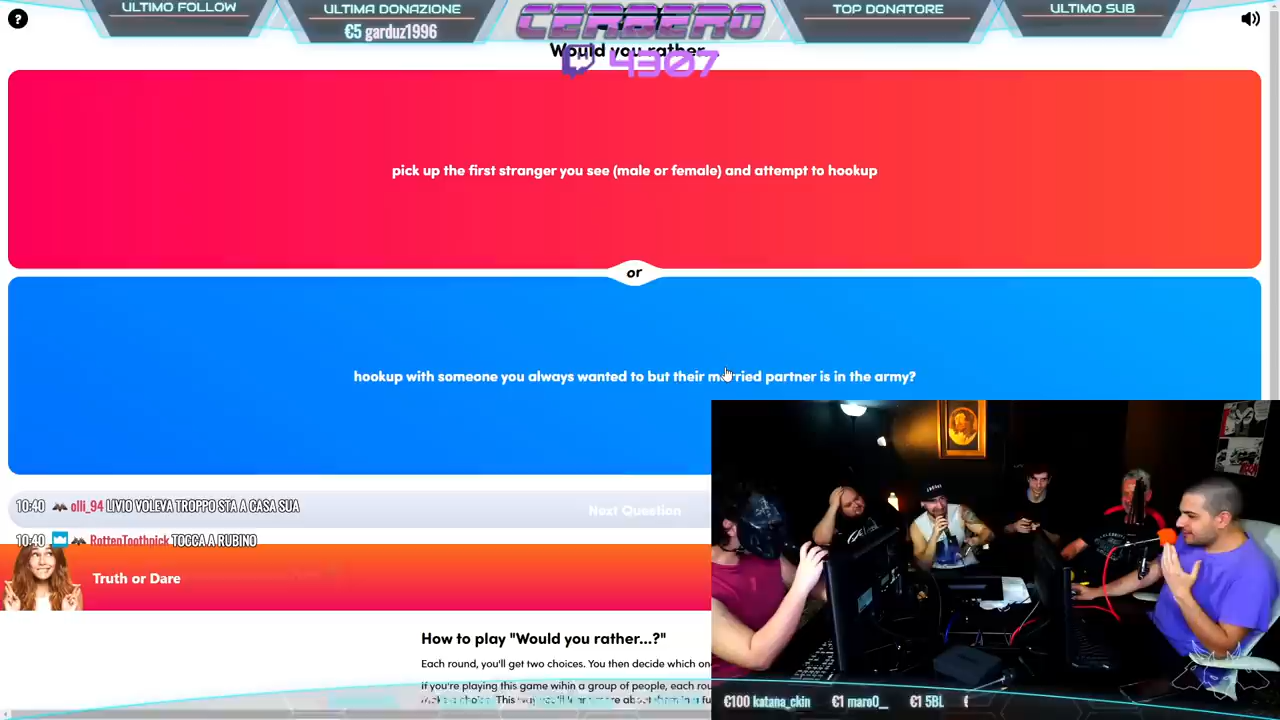 ULTIMO FOLLOW
ULTIMA DONAZIONE
€5 garduz1996
CERBERO
TOP DONATORE
ULTIMO SUB
?
Would you rather...
4307
pick up the first stranger you see (male or female) and attempt to hookup
or
hookup with someone you always wanted to but their married partner is in the army?
10:40 olli_94 LIVIO VOLEVA TROPPO STA A CASA SUA
Next Question
10:40 RottenToothpick TOCCA A RUBINO
Truth or Dare
How to play "Would you rather...?"
Each round, you'll get two choices. You then decide which
If you're playing this game wihin a group of people, each
€100 katana_ckin €1 mar00__ €1 5BL